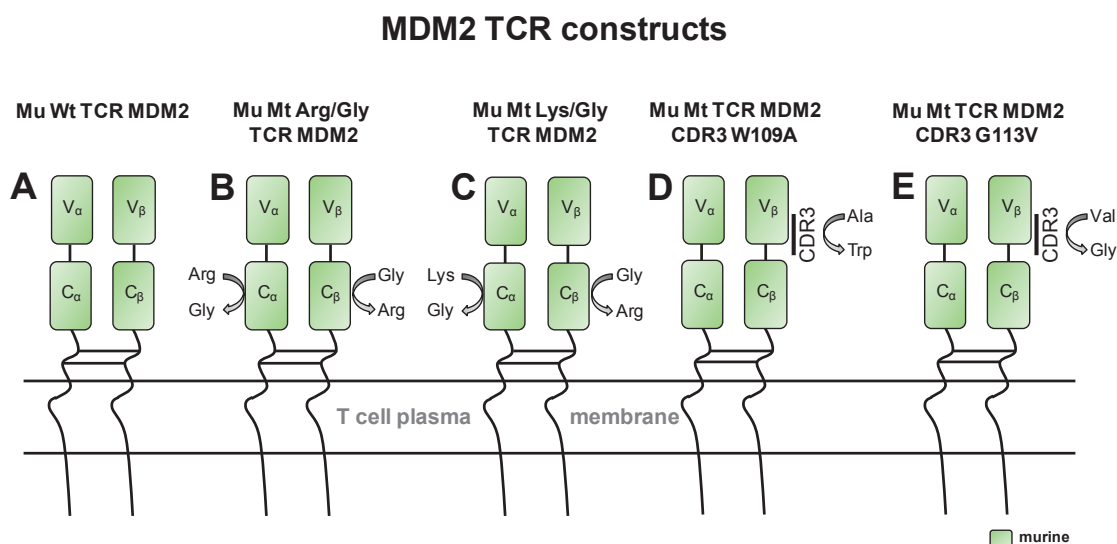 MDM2 TCR constructs
Mu Wt TCR MDM2
Mu Mt Arg/Gly
TCR MDM2
Mu Mt Lys/Gly
TCR MDM2
Mu Mt TCR MDM2
CDR3 W109A
Mu Mt TCR MDM2
CDR3 G113V
A
Vα
Vβ
Cα
Cβ
B
Vα
Vβ
Arg
Gly
Cα
Cβ
Gly
Arg
C
Vα
Vβ
Lys
Gly
Cα
Cβ
Gly
Arg
D
Vα
Vβ
CDR3
Ala
Trp
Cα
Cβ
E
Vα
Vβ
CDR3
Val
Gly
Cα
Cβ
T cell plasma membrane
murine